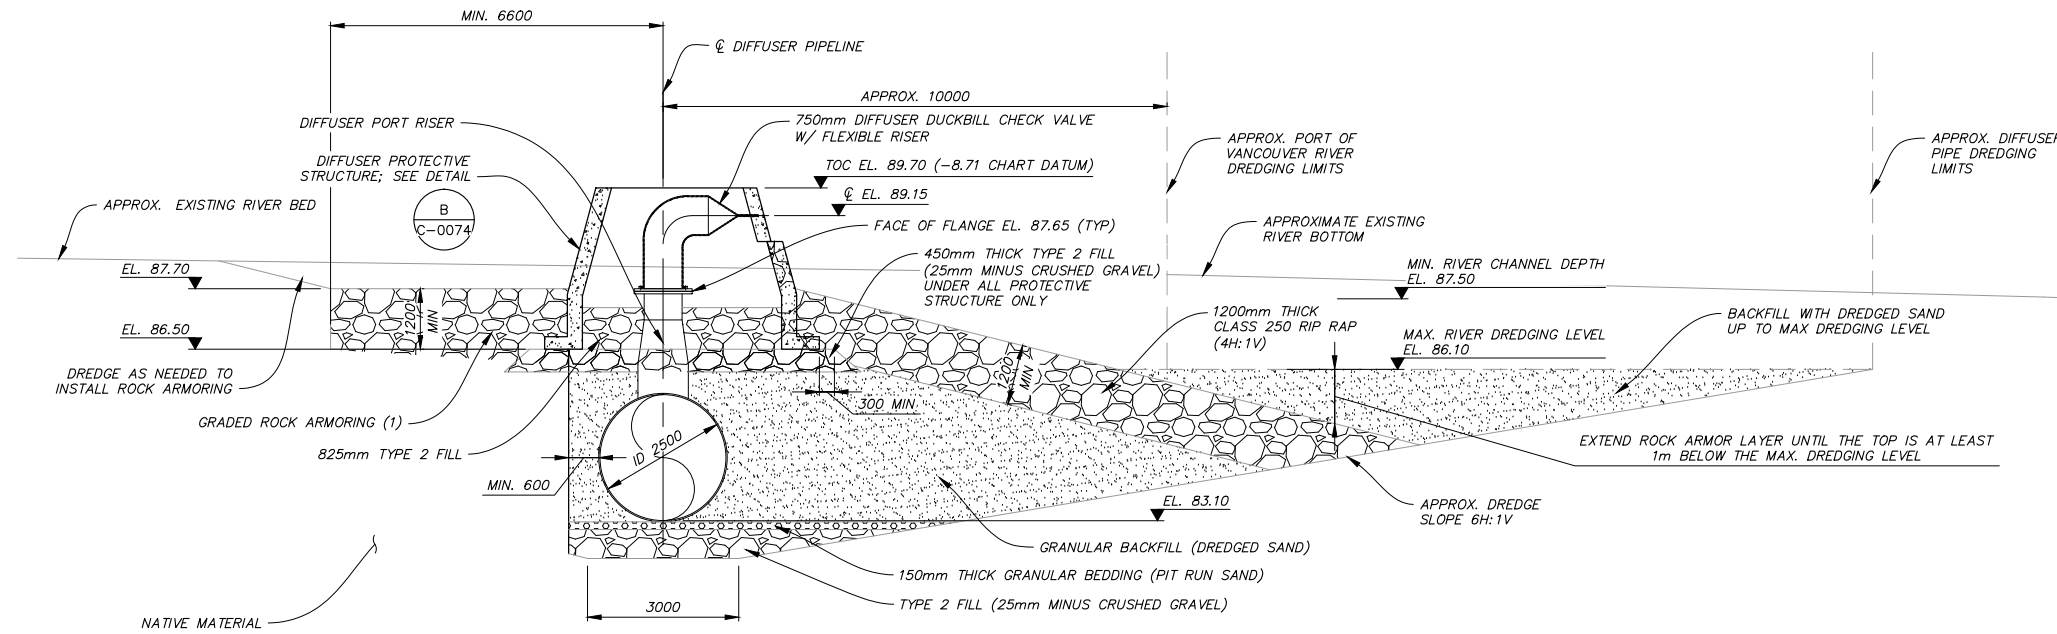 MIN. 6600
℄ DIFFUSER PIPELINE
APPROX. 10000
DIFFUSER PORT RISER
750mm DIFFUSER DUCKBILL CHECK VALVE
W/ FLEXIBLE RISER
APPROX. PORT OF
VANCOUVER RIVER
DREDGING LIMITS
APPROX. DIFFUSER
PIPE DREDGING
LIMITS
DIFFUSER PROTECTIVE
STRUCTURE; SEE DETAIL
TOC EL. 89.70 (-8.71 CHART DATUM)
℄ EL. 89.15
APPROX. EXISTING RIVER BED
B
C-0074
FACE OF FLANGE EL. 87.65 (TYP)
APPROXIMATE EXISTING
RIVER BOTTOM
EL. 87.70
450mm THICK TYPE 2 FILL
(25mm MINUS CRUSHED GRAVEL)
UNDER ALL PROTECTIVE
STRUCTURE ONLY
MIN. RIVER CHANNEL DEPTH
EL. 87.50
1200
MIN
1200mm THICK
CLASS 250 RIP RAP
(4H:1V)
BACKFILL WITH DREDGED SAND
UP TO MAX DREDGING LEVEL
EL. 86.50
MAX. RIVER DREDGING LEVEL
EL. 86.10
DREDGE AS NEEDED TO
INSTALL ROCK ARMORING
1200
MIN
300 MIN
GRADED ROCK ARMORING (1)
825mm TYPE 2 FILL
ID 2500
EXTEND ROCK ARMOR LAYER UNTIL THE TOP IS AT LEAST
1m BELOW THE MAX. DREDGING LEVEL
MIN. 600
EL. 83.10
APPROX. DREDGE
SLOPE 6H:1V
GRANULAR BACKFILL (DREDGED SAND)
150mm THICK GRANULAR BEDDING (PIT RUN SAND)
TYPE 2 FILL (25mm MINUS CRUSHED GRAVEL)
3000
NATIVE MATERIAL